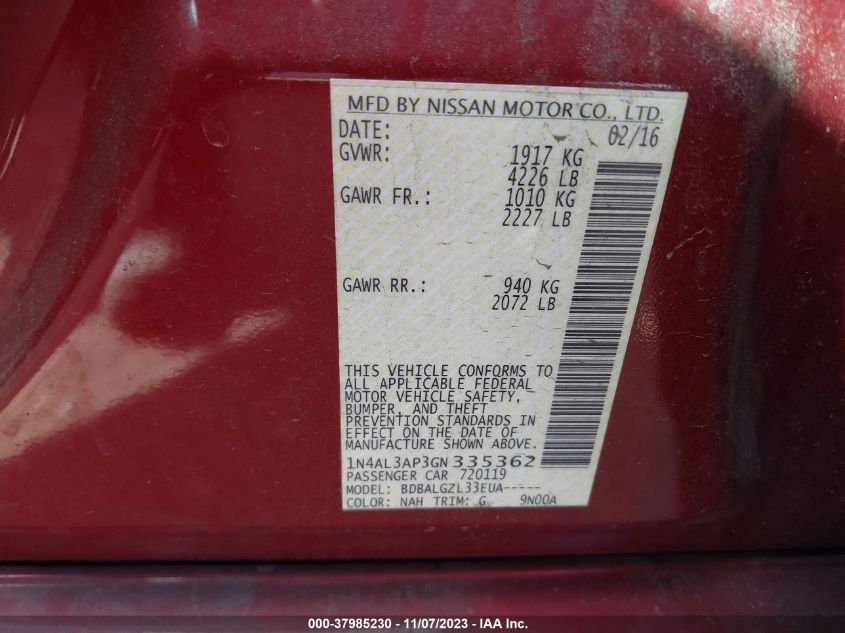 MFD BY NISSAN MOTOR CO., LTD.
DATE: 02/16
GVWR: 1917 KG
4226 LB
GAWR FR.: 1010 KG
2227 LB
GAWR RR.: 940 KG
2072 LB
THIS VEHICLE CONFORMS TO
ALL APPLICABLE FEDERAL
MOTOR VEHICLE SAFETY,
BUMPER, AND THEFT
PREVENTION STANDARDS IN
EFFECT ON THE DATE OF
MANUFACTURE SHOWN ABOVE.
1N4AL3AP3GN335362
PASSENGER CAR 720119
MODEL: BDBALGZL33EUA-----
COLOR: NAH TRIM: G 9N00A
000-37985230 - 11/07/2023 - IAA Inc.